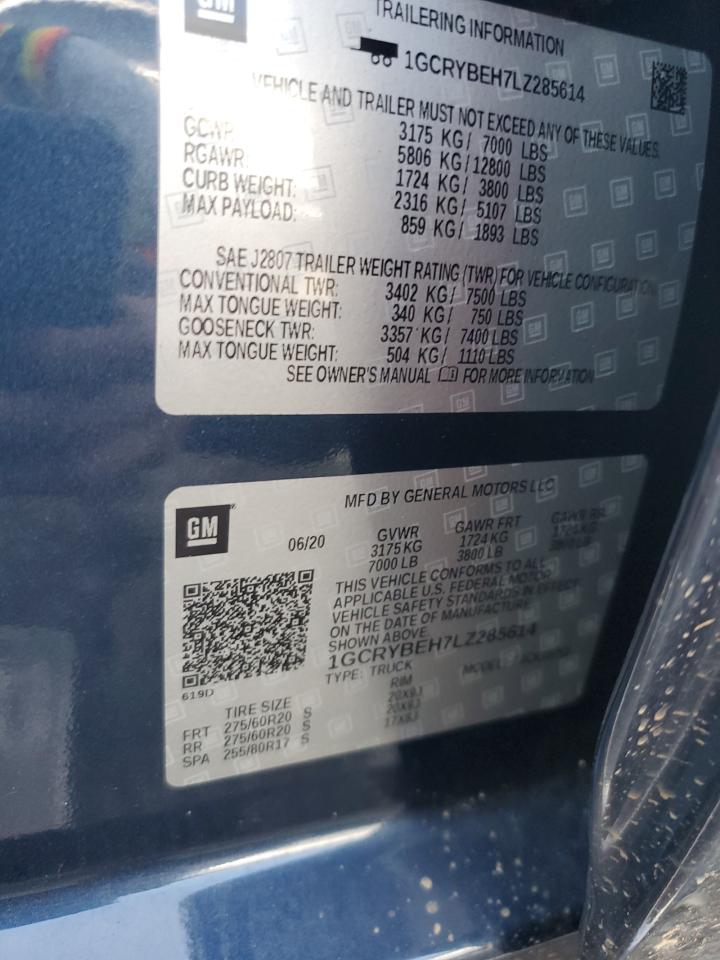 GM
TRAILERING INFORMATION
1GCRYBEH7LZ285614
VEHICLE AND TRAILER MUST NOT EXCEED ANY OF THESE VALUES.
3175 KG/ 7000 LBS
GCWR: 5806 KG/12800 LBS
RGAWR: 1724 KG/ 3800 LBS
CURB WEIGHT: 2316 KG/ 5107 LBS
MAX PAYLOAD: 859 KG/ 1893 LBS
SAE J2807 TRAILER WEIGHT RATING (TWR) FOR VEHICLE CONFIGURATION
CONVENTIONAL TWR: 3402 KG/ 7500 LBS
MAX TONGUE WEIGHT: 340 KG/ 750 LBS
GOOSENECK TWR: 3357 KG/ 7400 LBS
MAX TONGUE WEIGHT: 504 KG/ 1110 LBS
SEE OWNER'S MANUAL FOR MORE INFORMATION
GM
MFD BY GENERAL MOTORS LLC
06/20 GVWR GAWR FRT GAWR RR
3175 KG 1724 KG 1724 KG
7000 LB 3800 LB 3800 LB
THIS VEHICLE CONFORMS TO ALL
APPLICABLE U.S. FEDERAL MOTOR
VEHICLE SAFETY STANDARDS IN EFFECT
ON THE DATE OF MANUFACTURE
SHOWN ABOVE.
1GCRYBEH7LZ285614
TYPE: TRUCK MODEL:
619D
TIRE SIZE RIM
FRT 275/60R20 S 20X9J
RR 275/60R20 S 20X9J
SPA 255/80R17 S 17X8J